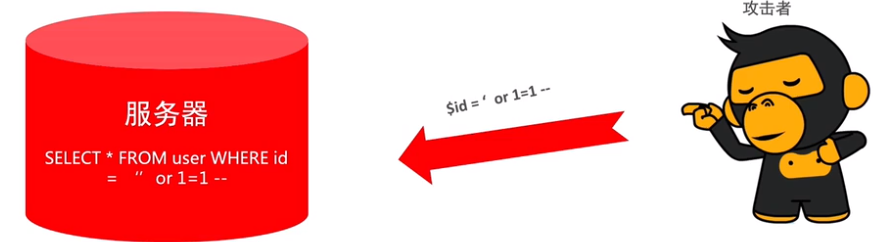 攻击者
$id = ‘ or 1=1 --
服务器
SELECT * FROM user WHERE id
= ‘’ or 1=1 --